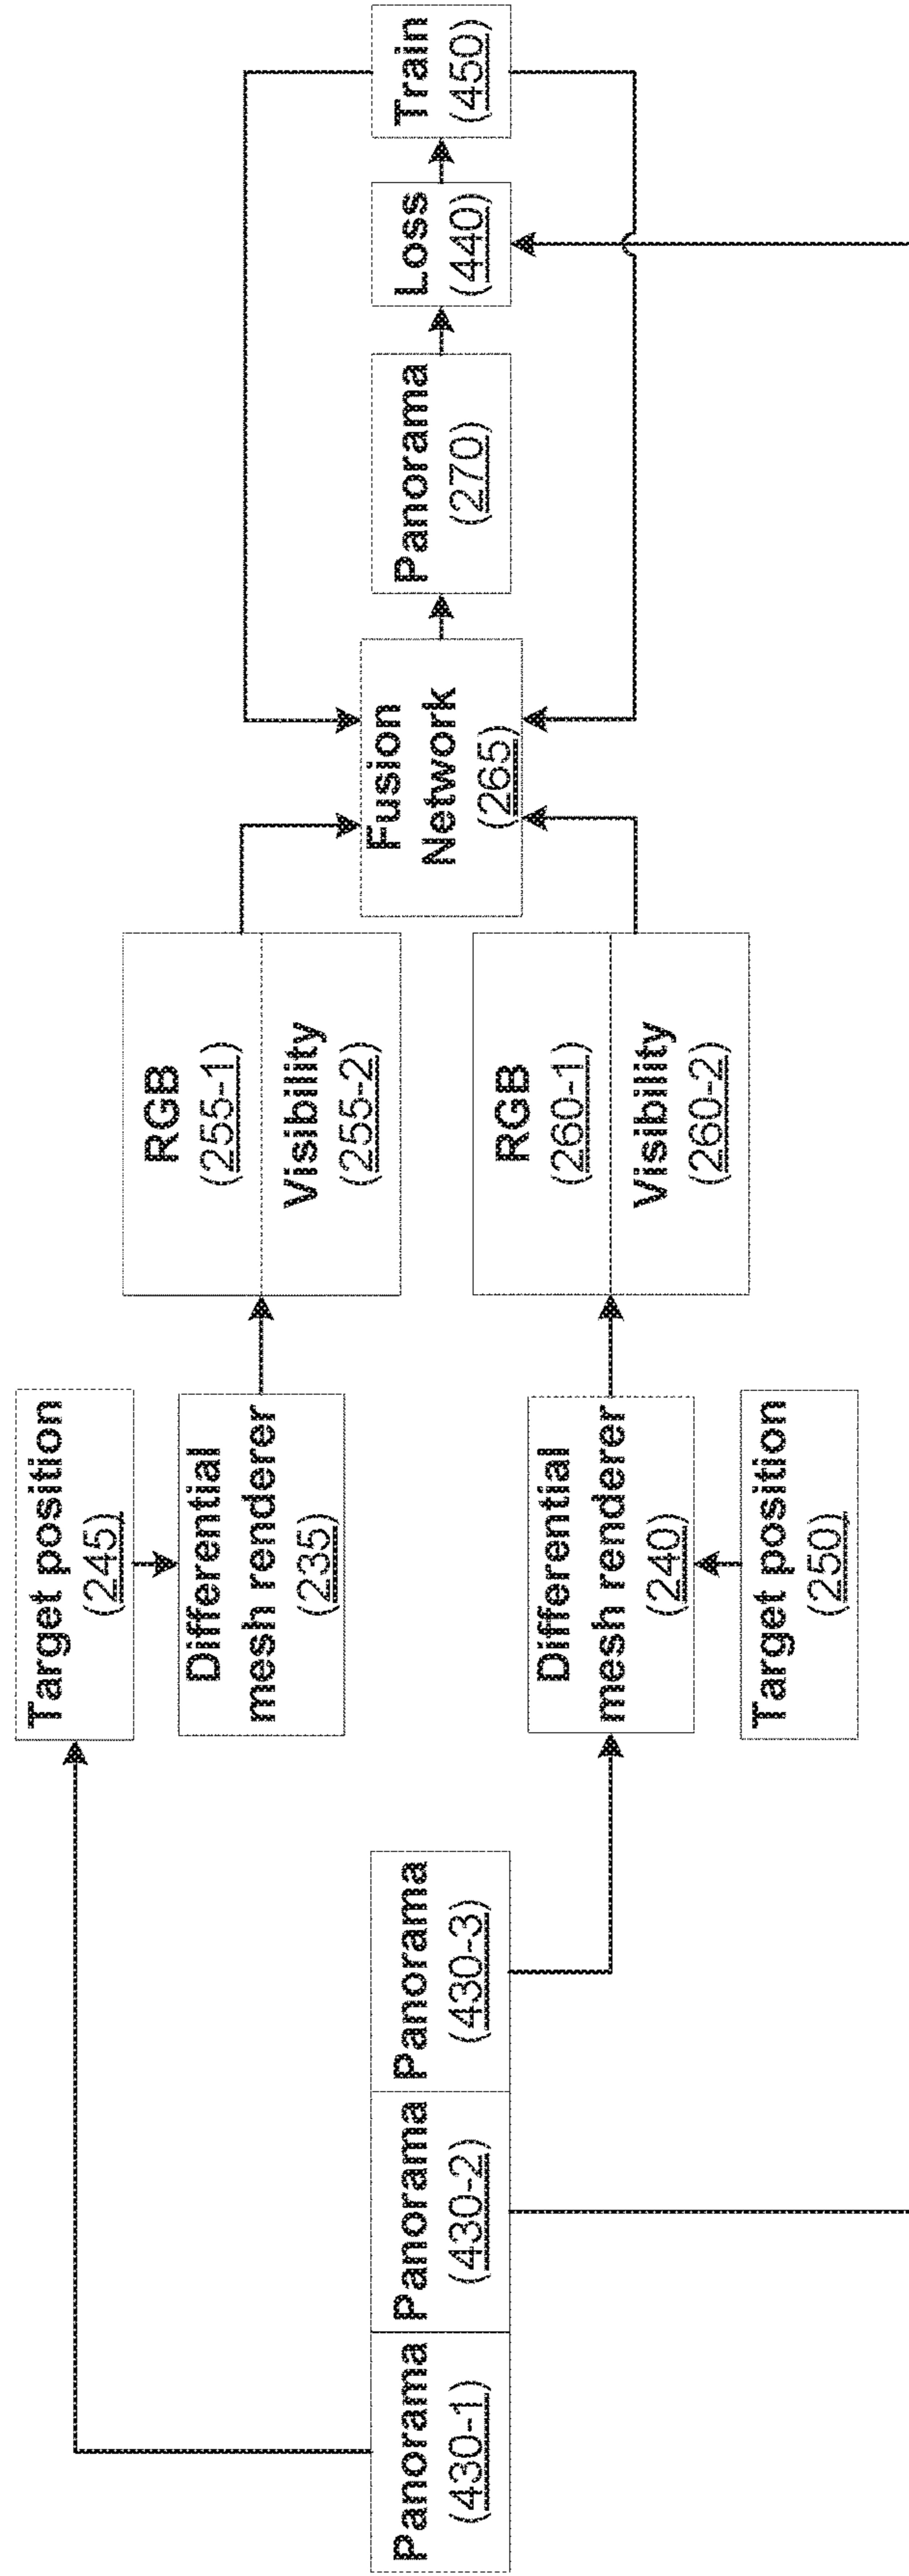 Panorama
(430-1)
Panorama
(430-2)
Panorama
(430-3)
Target position
(245)
Differential
mesh renderer
(235)
Differential
mesh renderer
(240)
Target position
(250)
RGB
(255-1)
Visibility
(255-2)
RGB
(260-1)
Visibility
(260-2)
Fusion
Network
(265)
Panorama
(270)
Loss
(440)
Train
(450)